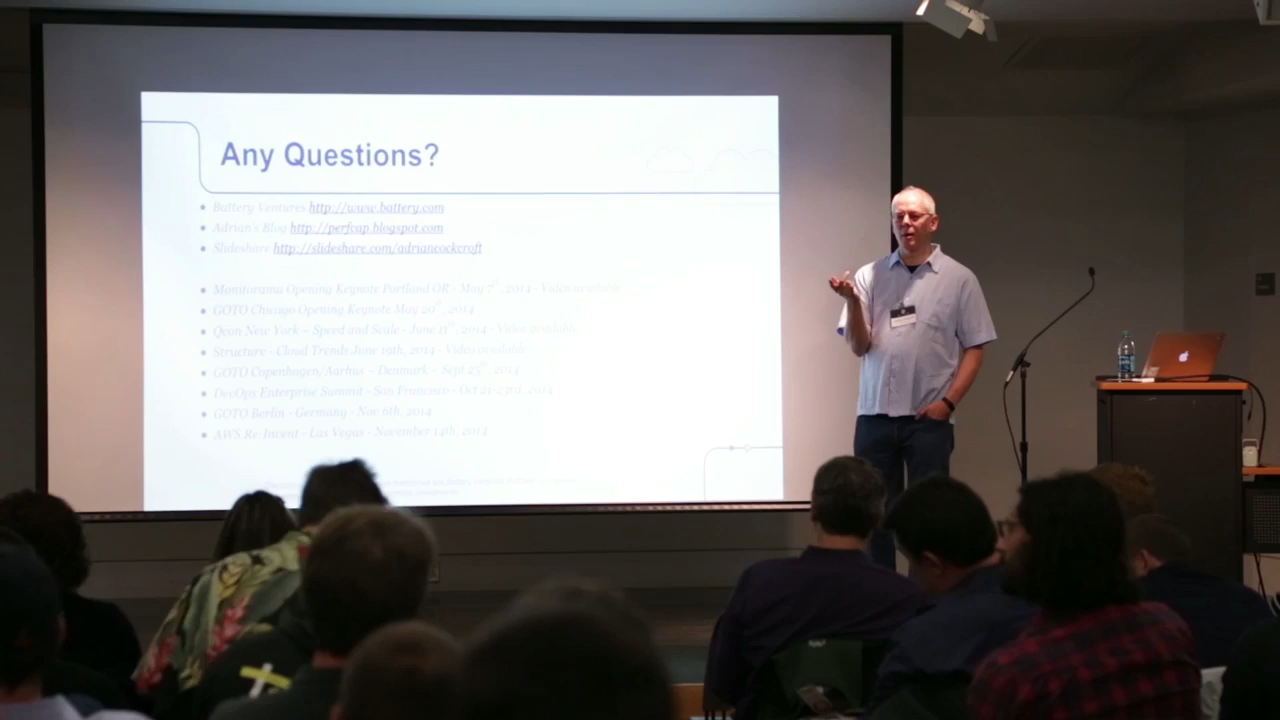 Any Questions?
Battery Ventures http://www.battery.com
Adrian's Blog http://perfcap.blogspot.com
Slideshare http://slideshare.com/adriancockcroft
Monitorama Opening Keynote Portland OR - May 7th, 2014 - Video available
GOTO Chicago Opening Keynote May 20th, 2014
Qcon New York – Speed and Scale - June 11th, 2014 - Video available
Structure - Cloud Trends June 19th, 2014 - Video available
GOTO Copenhagen/Aarhus – Denmark – Sept 25th, 2014
DevOps Enterprise Summit - San Francisco - Oct 21-23rd, 2014
GOTO Berlin - Germany - Nov 6th, 2014
AWS Re:Invent - Las Vegas - November 14th, 2014